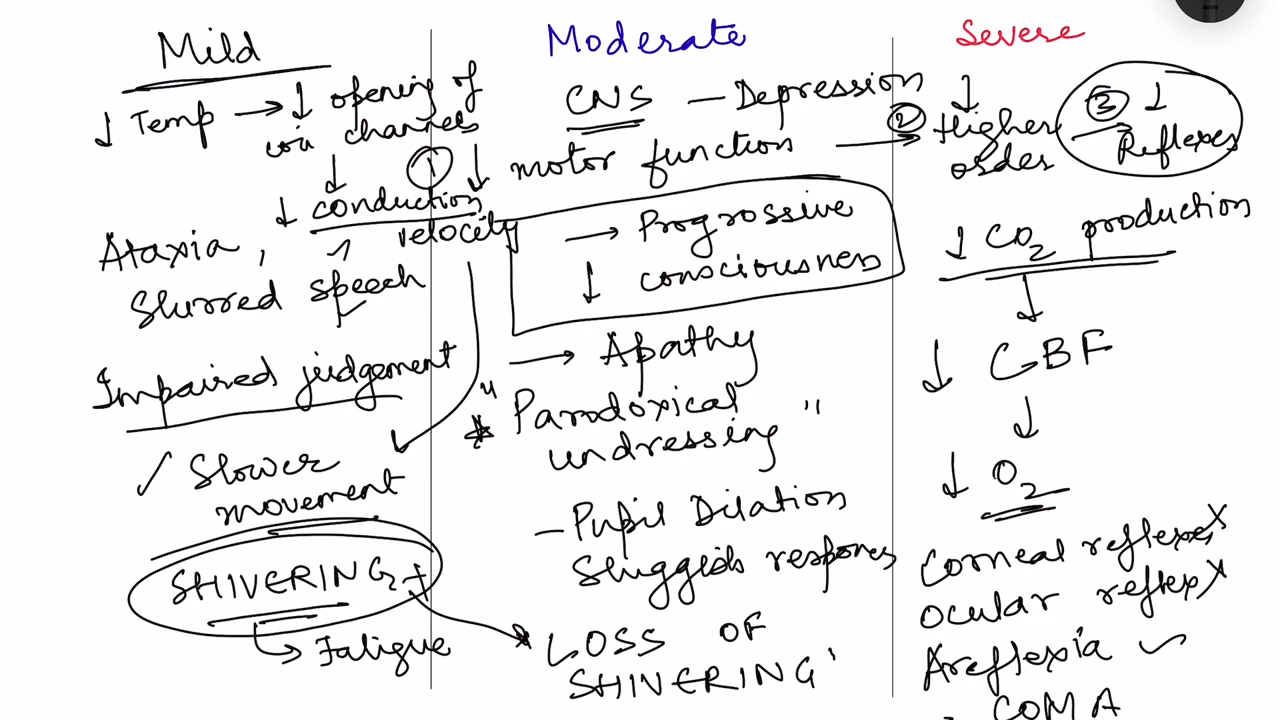 Mild
↓ Temp → ↓ opening of
ion channels
↓ ① ↓
↓ conduction
velocity
Ataxia,
Slurred speech
Impaired judgement
✓ Slower
movement
SHIVERING +
↳ Fatigue
Moderate
CNS — Depression
motor function →
→ Progrossive
↓ consciousness
→ Apathy
* "Paradoxical
undressing"
– Pupil Dilation
Sluggish response
* LOSS OF
SHIVERING'
Severe
② ↓
Higher
order
③ ↓
Reflexes
↓ CO2 production
↓
↓ CBF
↓
↓ O2
Corneal reflexes X
ocular reflex X
Areflexia ✓
- COMA